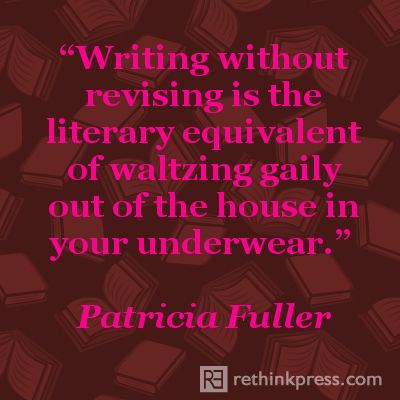 “Writing without
revising is the
literary equivalent
of waltzing gaily
out of the house in
your underwear.”
Patricia Fuller
RE rethinkpress.com